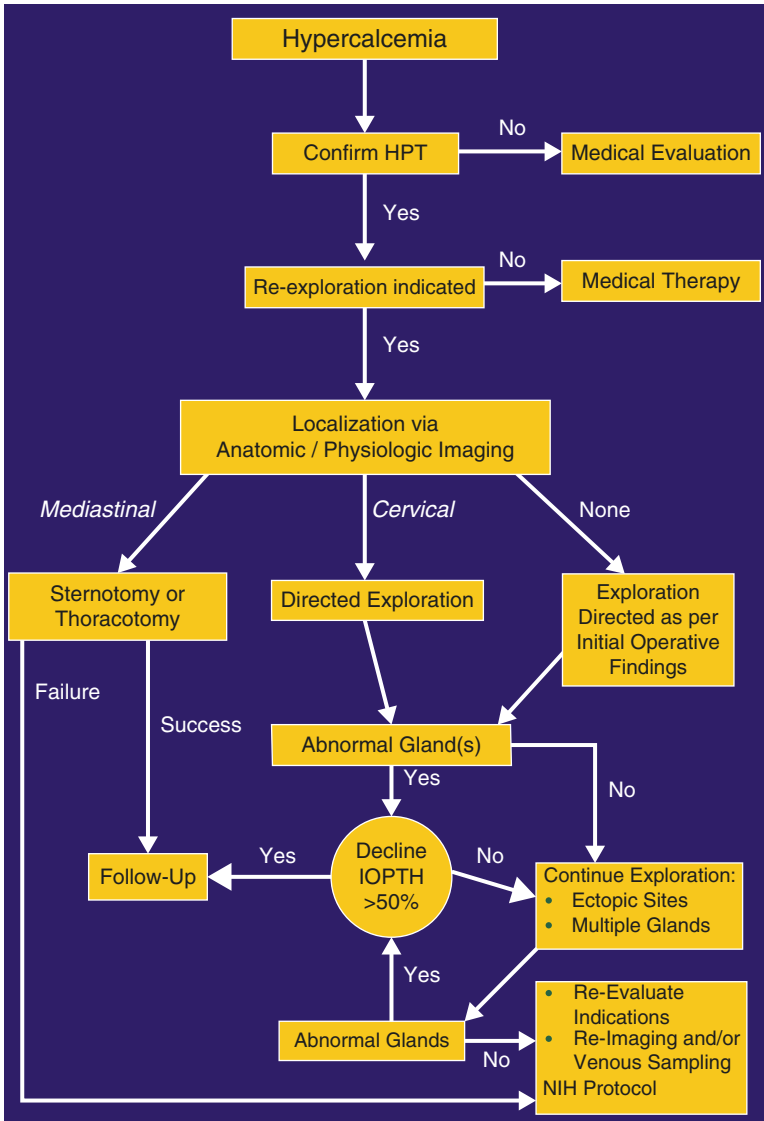 Hypercalcemia
Confirm HPT
No
Medical Evaluation
Yes
Re-exploration indicated
No
Medical Therapy
Yes
Localization via
Anatomic / Physiologic Imaging
Mediastinal
Cervical
None
Sternotomy or
Thoracotomy
Directed Exploration
Exploration
Directed as per
Initial Operative
Findings
Failure
Success
Abnormal Gland(s)
Yes
No
Follow-Up
Yes
Decline
IOPTH
>50%
No
Continue Exploration:
• Ectopic Sites
• Multiple Glands
Yes
Abnormal Glands
No
• Re-Evaluate
Indications
• Re-Imaging and/or
Venous Sampling
NIH Protocol